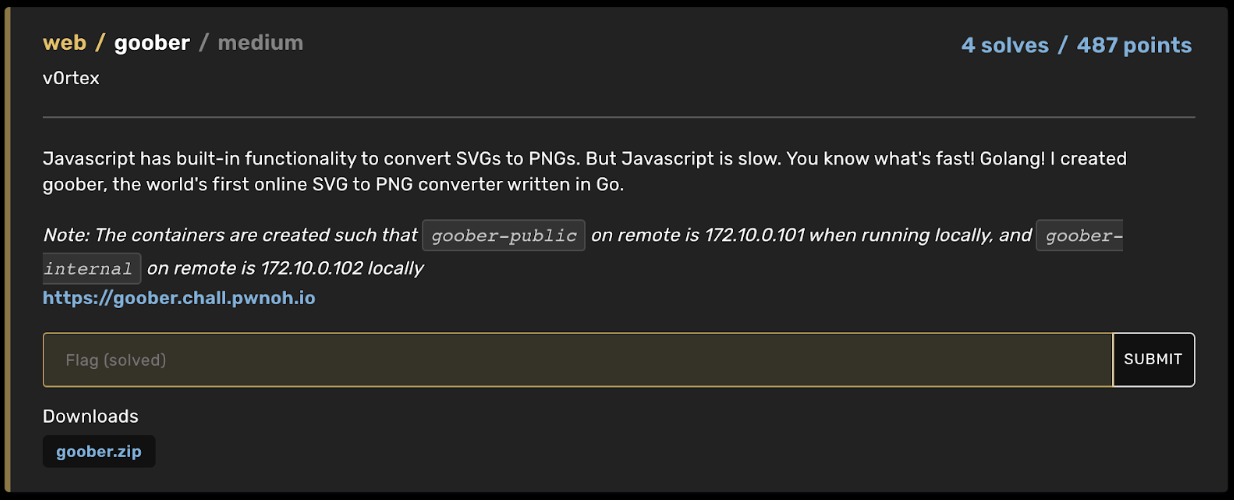 web / goober / medium
4 solves / 487 points
v0rtex
Javascript has built-in functionality to convert SVGs to PNGs. But Javascript is slow. You know what's fast! Golang! I created
goober, the world's first online SVG to PNG converter written in Go.
Note: The containers are created such that goober-public on remote is 172.10.0.101 when running locally, and goober-
internal on remote is 172.10.0.102 locally
https://goober.chall.pwnoh.io
Flag (solved)
SUBMIT
Downloads
goober.zip